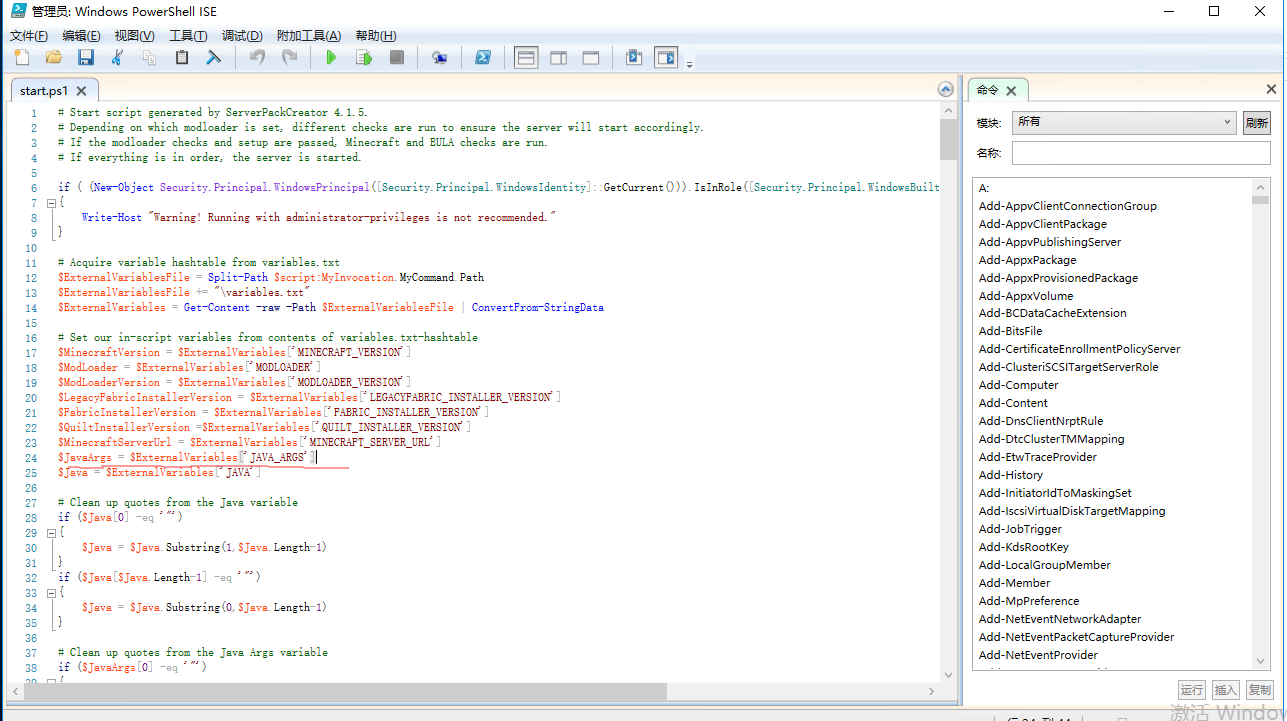 管理员: Windows PowerShell ISE
文件(F) 编辑(E) 视图(V) 工具(T) 调试(D) 附加工具(A) 帮助(H)
start.ps1
1 # Start script generated by ServerPackCreator 4.1.5.
2 # Depending on which modloader is set, different checks are run to ensure the server will start accordingly.
3 # If the modloader checks and setup are passed, Minecraft and EULA checks are run.
4 # If everything is in order, the server is started.
5
6 if ( (New-Object Security.Principal.WindowsPrincipal([Security.Principal.WindowsIdentity]::GetCurrent())).IsInRole([Security.Principal.WindowsBuilt
7 {
8 Write-Host "Warning! Running with administrator-privileges is not recommended."
9 }
10
11 # Acquire variable hashtable from variables.txt
12 $ExternalVariablesFile = Split-Path $script:MyInvocation.MyCommand.Path
13 $ExternalVariablesFile += "\variables.txt"
14 $ExternalVariables = Get-Content -raw -Path $ExternalVariablesFile | ConvertFrom-StringData
15
16 # Set our in-script variables from contents of variables.txt-hashtable
17 $MinecraftVersion = $ExternalVariables['MINECRAFT_VERSION']
18 $ModLoader = $ExternalVariables['MODLOADER']
19 $ModLoaderVersion = $ExternalVariables['MODLOADER_VERSION']
20 $LegacyFabricInstallerVersion = $ExternalVariables['LEGACYFABRIC_INSTALLER_VERSION']
21 $FabricInstallerVersion = $ExternalVariables['FABRIC_INSTALLER_VERSION']
22 $QuiltInstallerVersion =$ExternalVariables['QUILT_INSTALLER_VERSION']
23 $MinecraftServerUrl = $ExternalVariables['MINECRAFT_SERVER_URL']
24 $JavaArgs = $ExternalVariables['JAVA_ARGS']
25 $Java = $ExternalVariables['JAVA']
26
27 # Clean up quotes from the Java variable
28 if ($Java[0] -eq '"')
29 {
30 $Java = $Java.Substring(1,$Java.Length-1)
31 }
32 if ($Java[$Java.Length-1] -eq '"')
33 {
34 $Java = $Java.Substring(0,$Java.Length-1)
35 }
36
37 # Clean up quotes from the Java Args variable
38 if ($JavaArgs[0] -eq '"')
39 {
命令
模块: 所有 刷新
名称:
A:
Add-AppvClientConnectionGroup
Add-AppvClientPackage
Add-AppvPublishingServer
Add-AppxPackage
Add-AppxProvisionedPackage
Add-AppxVolume
Add-BCDataCacheExtension
Add-BitsFile
Add-CertificateEnrollmentPolicyServer
Add-ClusteriSCSITargetServerRole
Add-Computer
Add-Content
Add-DnsClientNrptRule
Add-DtcClusterTMMapping
Add-EtwTraceProvider
Add-History
Add-InitiatorIdToMaskingSet
Add-IscsiVirtualDiskTargetMapping
Add-JobTrigger
Add-KdsRootKey
Add-LocalGroupMember
Add-Member
Add-MpPreference
Add-NetEventNetworkAdapter
Add-NetEventPacketCaptureProvider
Add-NetEventProvider
运行 插入 复制
激活 Window